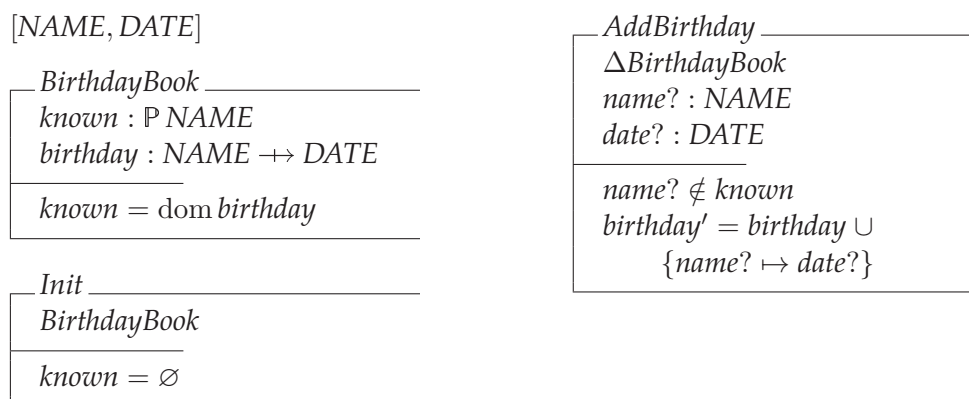 [NAME, DATE]
BirthdayBook
known : ℙ NAME
birthday : NAME ⇸ DATE
known = dom birthday
Init
BirthdayBook
known = ∅
AddBirthday
ΔBirthdayBook
name? : NAME
date? : DATE
name? ∉ known
birthday′ = birthday ∪
{name? ↦ date?}